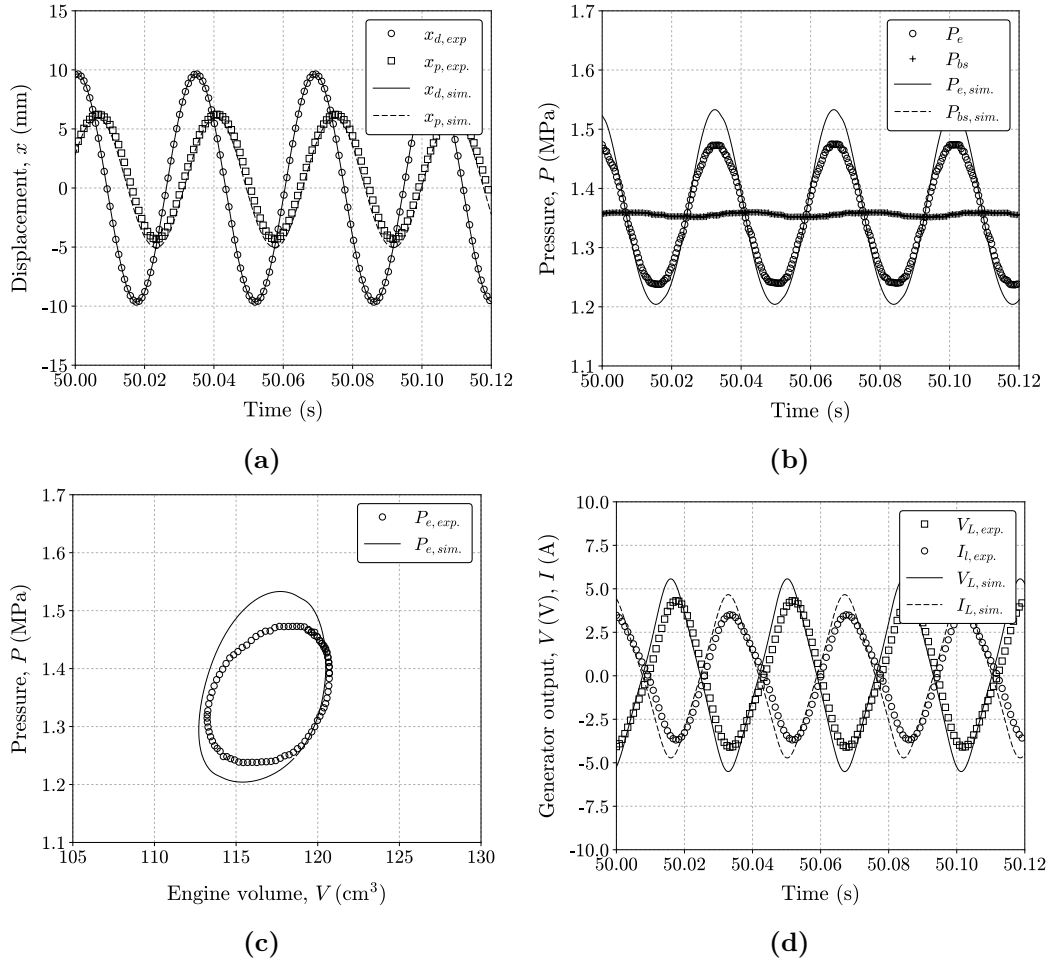 15
10
5
0
-5
-10
-15
50.00 50.02 50.04 50.06 50.08 50.10 50.12
Displacement, x (mm)
Time (s)
x_{d,exp}
x_{p,exp.}
x_{d,sim.}
x_{p,sim.}
(a)
1.7
1.6
1.5
1.4
1.3
1.2
1.1
50.00 50.02 50.04 50.06 50.08 50.10 50.12
Pressure, P (MPa)
Time (s)
P_e
P_{bs}
P_{e,sim.}
P_{bs,sim.}
(b)
1.7
1.6
1.5
1.4
1.3
1.2
1.1
105 110 115 120 125 130
Pressure, P (MPa)
Engine volume, V (cm³)
P_{e,exp.}
P_{e,sim.}
(c)
10.0
7.5
5.0
2.5
0.0
-2.5
-5.0
-7.5
-10.0
50.00 50.02 50.04 50.06 50.08 50.10 50.12
Generator output, V (V), I (A)
Time (s)
V_{L,exp.}
I_{l,exp.}
V_{L,sim.}
I_{L,sim.}
(d)